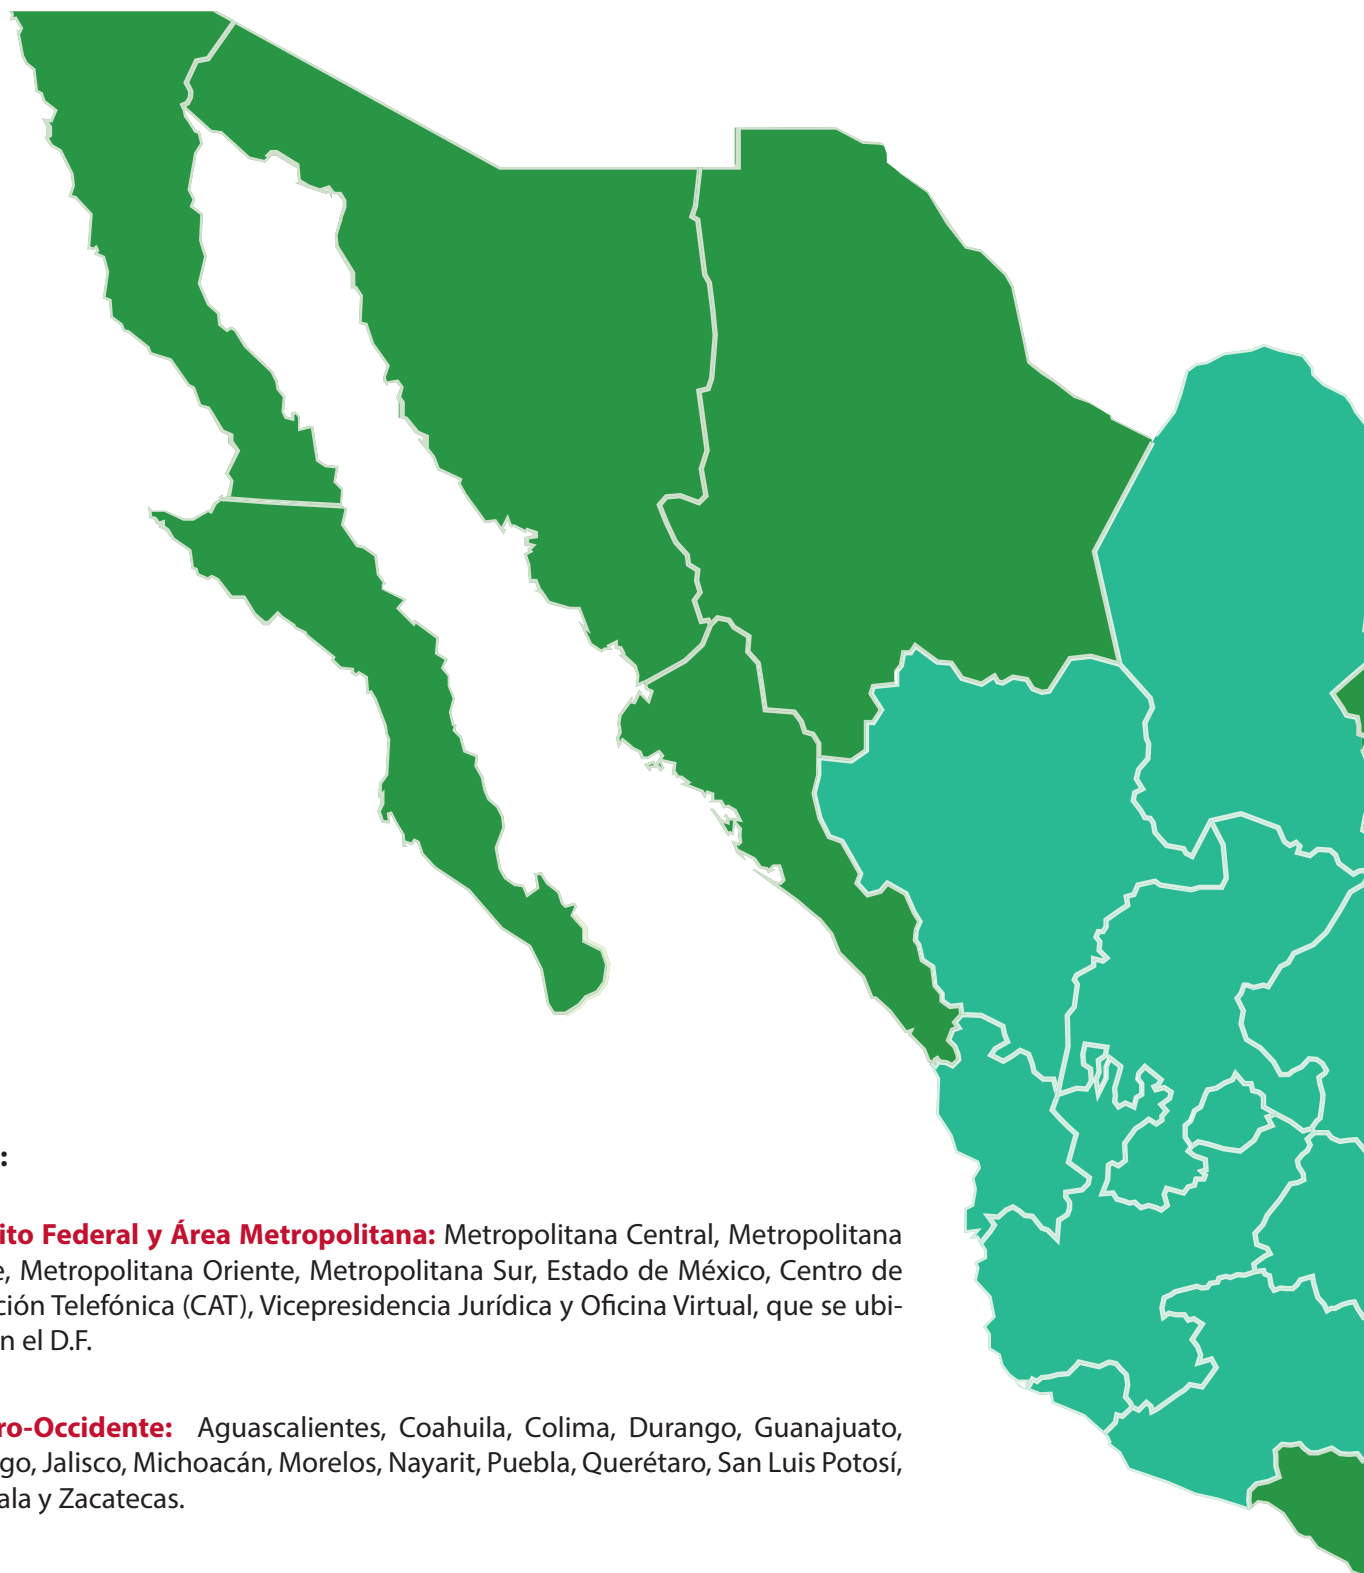 :
ito Federal y Área Metropolitana: Metropolitana Central, Metropolitana
e, Metropolitana Oriente, Metropolitana Sur, Estado de México, Centro de
ción Telefónica (CAT), Vicepresidencia Jurídica y Oficina Virtual, que se ubi-
n el D.F.
ro-Occidente: Aguascalientes, Coahuila, Colima, Durango, Guanajuato,
go, Jalisco, Michoacán, Morelos, Nayarit, Puebla, Querétaro, San Luis Potosí,
ala y Zacatecas.